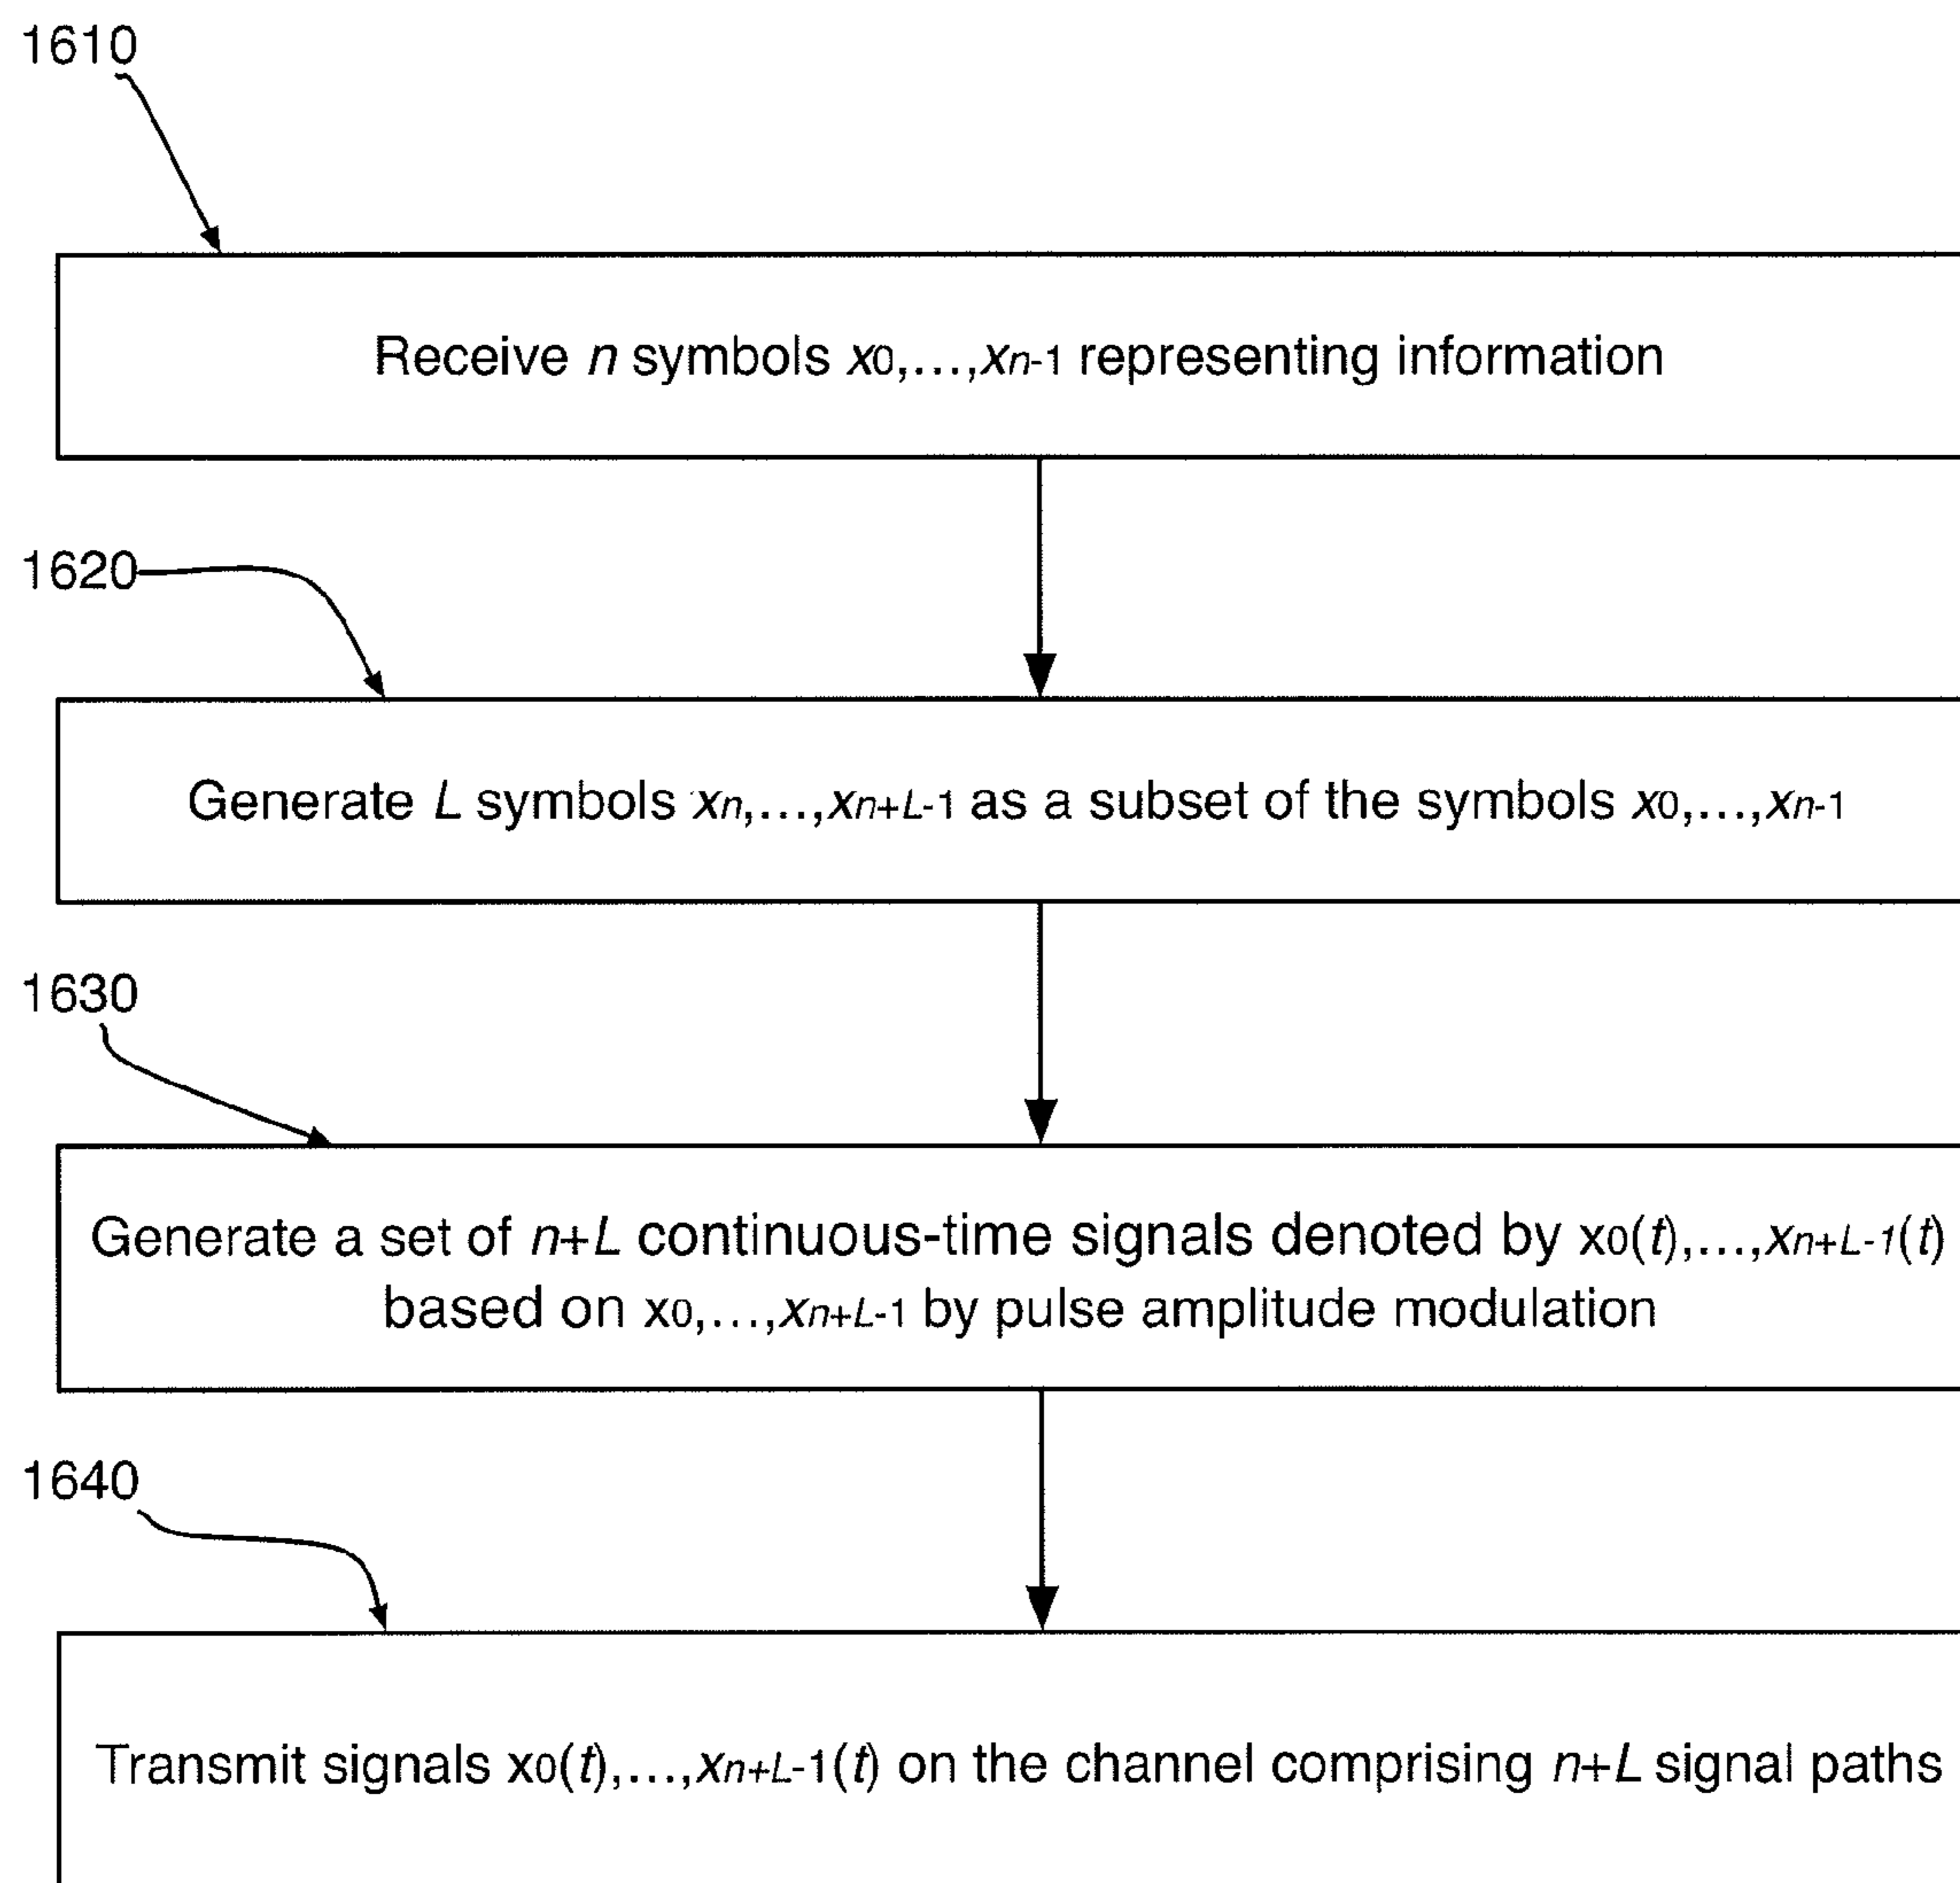 1610
Receive n symbols x0,...,xn-1 representing information
1620
Generate L symbols xn,...,xn+L-1 as a subset of the symbols x0,...,xn-1
1630
Generate a set of n+L continuous-time signals denoted by x0(t),...,xn+L-1(t)
based on x0,...,xn+L-1 by pulse amplitude modulation
1640
Transmit signals x0(t),...,xn+L-1(t) on the channel comprising n+L signal paths